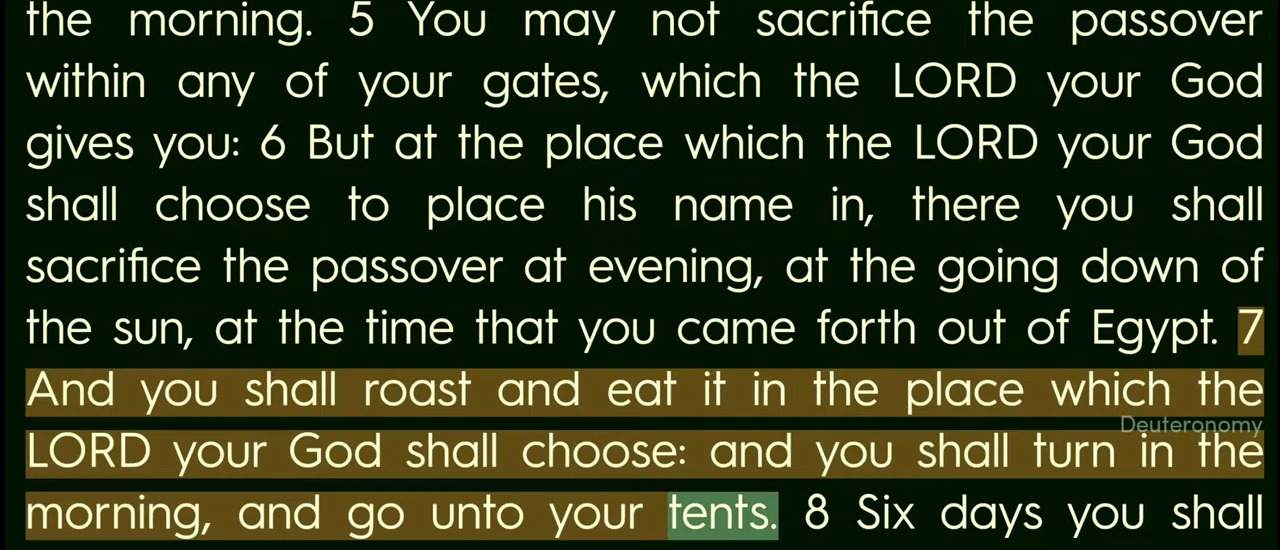 the morning. 5 You may not sacrifice the passover
within any of your gates, which the LORD your God
gives you: 6 But at the place which the LORD your God
shall choose to place his name in, there you shall
sacrifice the passover at evening, at the going down of
the sun, at the time that you came forth out of Egypt. 7
And you shall roast and eat it in the place which the
Deuteronomy
LORD your God shall choose: and you shall turn in the
morning, and go unto your tents. 8 Six days you shall